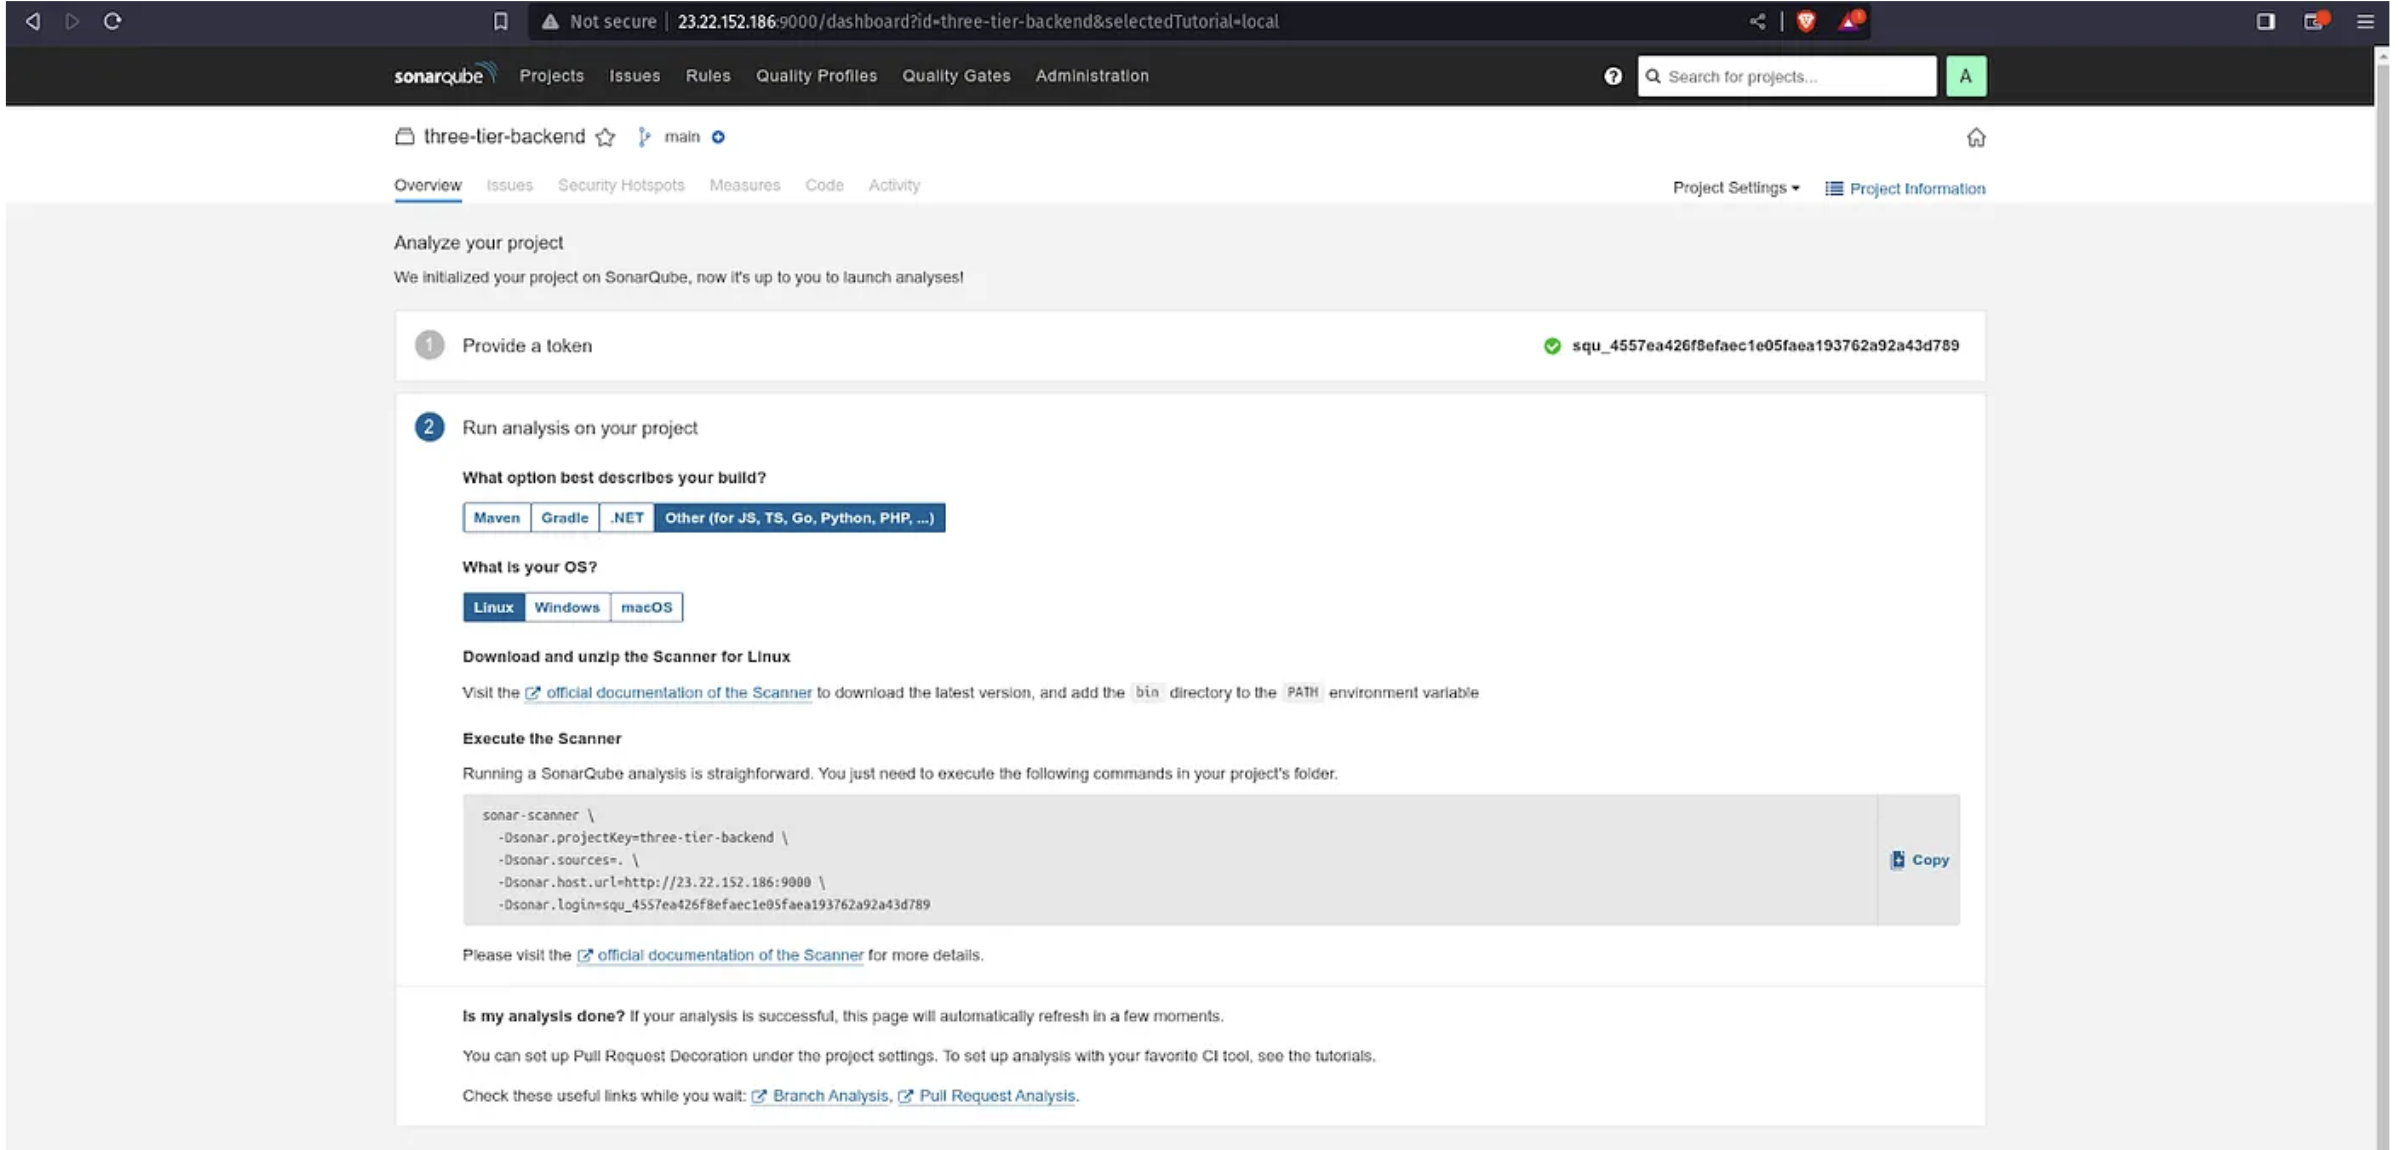 Not secure | 23.22.152.186:9000/dashboard?id=three-tier-backend&selectedTutorial=local
sonarqube Projects Issues Rules Quality Profiles Quality Gates Administration ? Search for projects... A
three-tier-backend main
Overview Issues Security Hotspots Measures Code Activity Project Settings Project Information
Analyze your project
We initialized your project on SonarQube, now it's up to you to launch analyses!
1 Provide a token squ_4557ea426f8efaec1e05faea193762a92a43d789
2 Run analysis on your project
What option best describes your build?
Maven Gradle .NET Other (for JS, TS, Go, Python, PHP, ...)
What is your OS?
Linux Windows macOS
Download and unzip the Scanner for Linux
Visit the official documentation of the Scanner to download the latest version, and add the bin directory to the PATH environment variable
Execute the Scanner
Running a SonarQube analysis is straighforward. You just need to execute the following commands in your project's folder.
sonar-scanner \
-Dsonar.projectKey=three-tier-backend \
-Dsonar.sources=. \
-Dsonar.host.url=http://23.22.152.186:9000 \
-Dsonar.login=squ_4557ea426f8efaec1e05faea193762a92a43d789
Copy
Please visit the official documentation of the Scanner for more details.
Is my analysis done? If your analysis is successful, this page will automatically refresh in a few moments.
You can set up Pull Request Decoration under the project settings. To set up analysis with your favorite CI tool, see the tutorials.
Check these useful links while you wait: Branch Analysis, Pull Request Analysis.